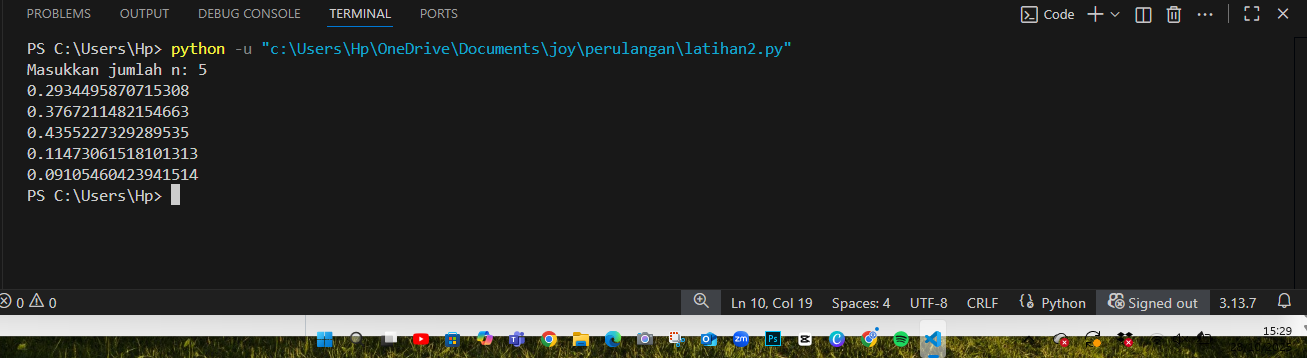 PROBLEMS OUTPUT DEBUG CONSOLE TERMINAL PORTS Code
PS C:\Users\Hp> python -u "c:\Users\Hp\OneDrive\Documents\joy\perulangan\latihan2.py"
Masukkan jumlah n: 5
0.2934495870715308
0.3767211482154663
0.4355227329289535
0.11473061518101313
0.09105460423941514
PS C:\Users\Hp>
0 0 Ln 10, Col 19 Spaces: 4 UTF-8 CRLF Python Signed out 3.13.7
zm Ps
15:29